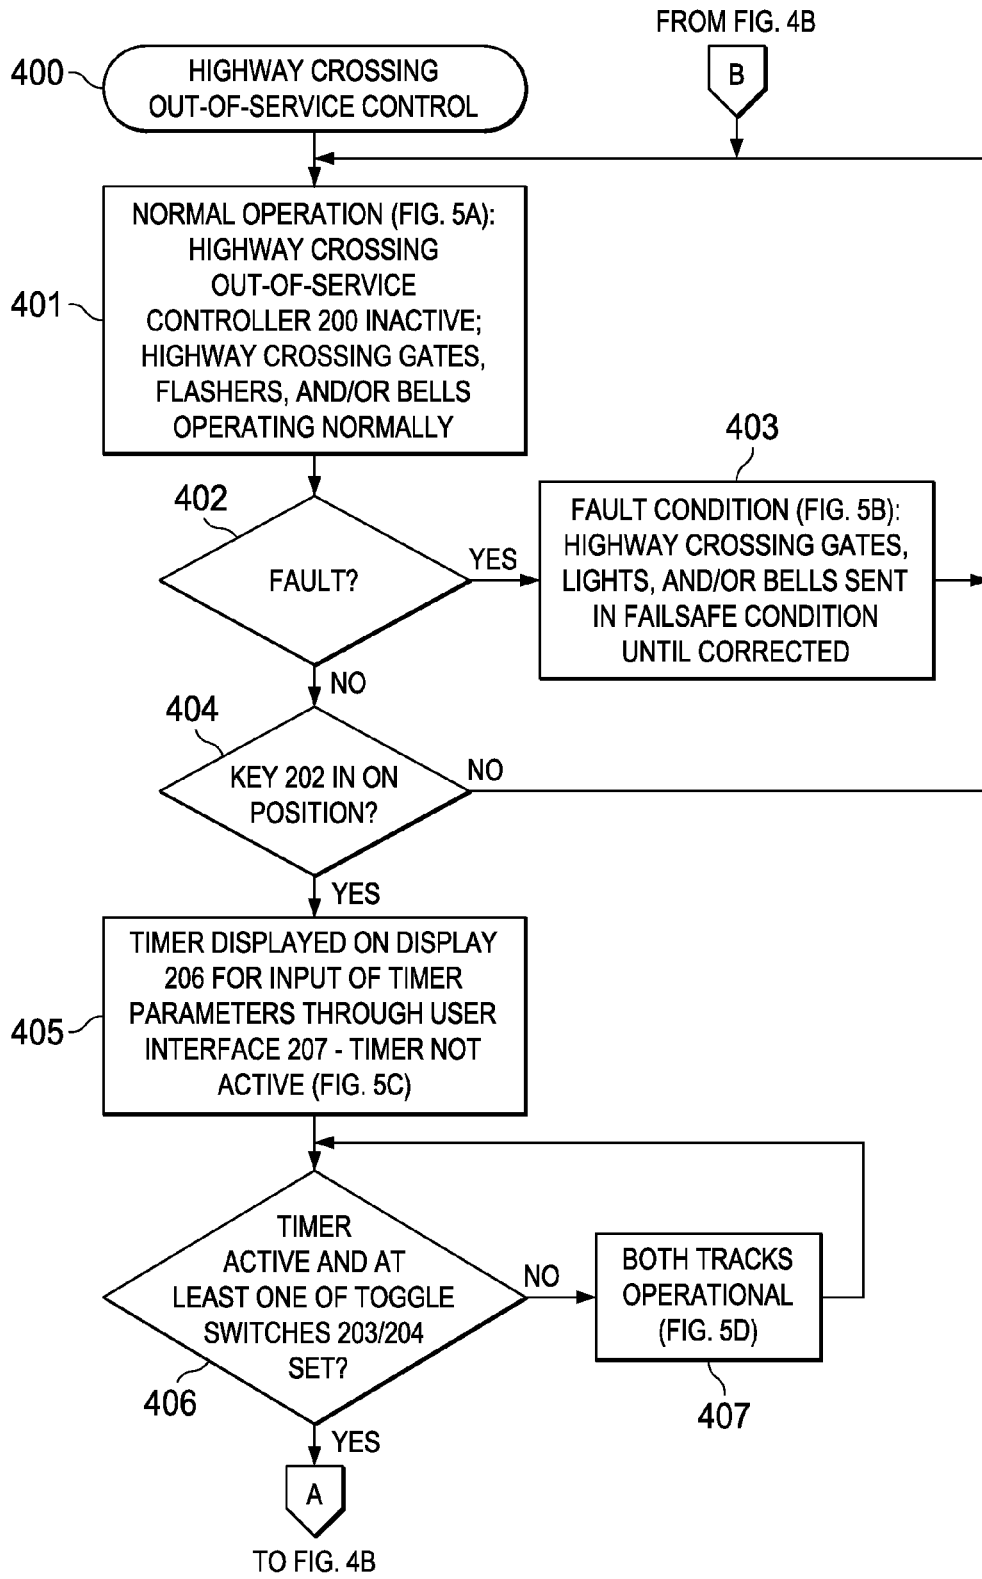 FROM FIG. 4B
B
400
HIGHWAY CROSSING
OUT-OF-SERVICE CONTROL
401
NORMAL OPERATION (FIG. 5A):
HIGHWAY CROSSING
OUT-OF-SERVICE
CONTROLLER 200 INACTIVE;
HIGHWAY CROSSING GATES,
FLASHERS, AND/OR BELLS
OPERATING NORMALLY
402
FAULT?
YES
NO
403
FAULT CONDITION (FIG. 5B):
HIGHWAY CROSSING GATES,
LIGHTS, AND/OR BELLS SENT
IN FAILSAFE CONDITION
UNTIL CORRECTED
404
KEY 202 IN ON
POSITION?
NO
YES
405
TIMER DISPLAYED ON DISPLAY
206 FOR INPUT OF TIMER
PARAMETERS THROUGH USER
INTERFACE 207 - TIMER NOT
ACTIVE (FIG. 5C)
TIMER
ACTIVE AND AT
LEAST ONE OF TOGGLE
SWITCHES 203/204
SET?
406
NO
BOTH TRACKS
OPERATIONAL
(FIG. 5D)
407
YES
A
TO FIG. 4B